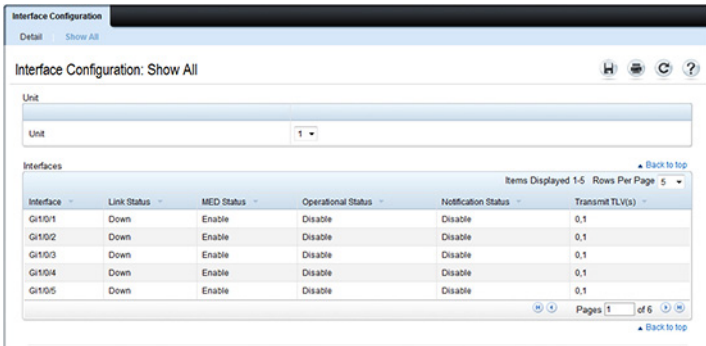 Interface Configuration
Detail Show All
Interface Configuration: Show All
Unit
Unit 1
Interfaces Back to top
Items Displayed 1-5 Rows Per Page 5
Interface Link Status MED Status Operational Status Notification Status Transmit TLV(s)
Gi1/0/1 Down Enable Disable Disable 0,1
Gi1/0/2 Down Enable Disable Disable 0,1
Gi1/0/3 Down Enable Disable Disable 0,1
Gi1/0/4 Down Enable Disable Disable 0,1
Gi1/0/5 Down Enable Disable Disable 0,1
Pages 1 of 6
Back to top